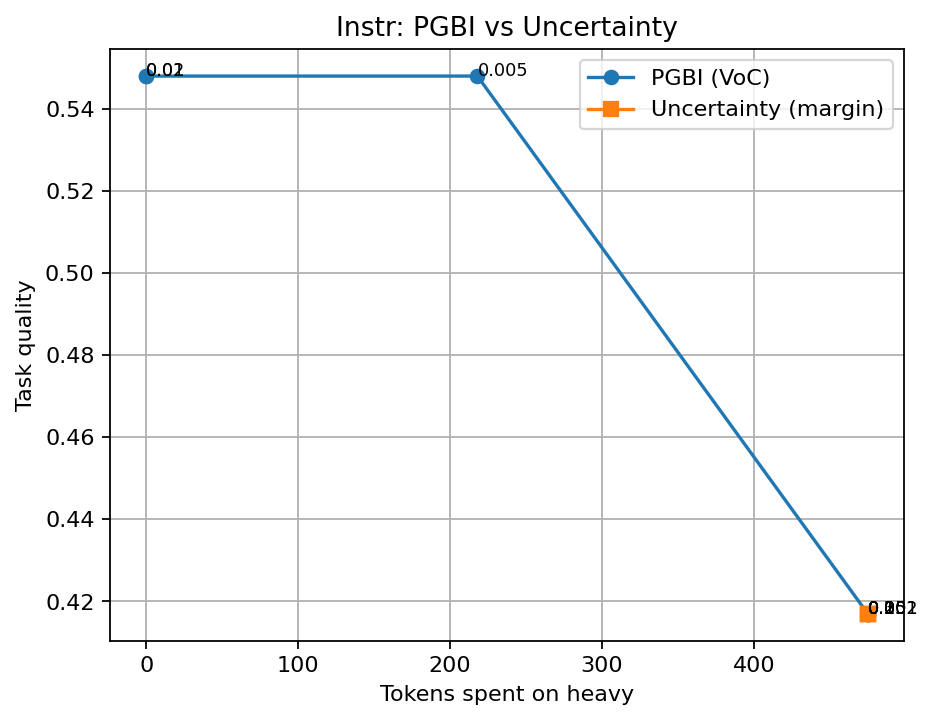 Instr: PGBI vs Uncertainty
0.005
PGBI (VoC)
Uncertainty (margin)
0.54
0.52
0.50
0.48
0.46
0.44
0.42
Task quality
0 100 200 300 400
Tokens spent on heavy